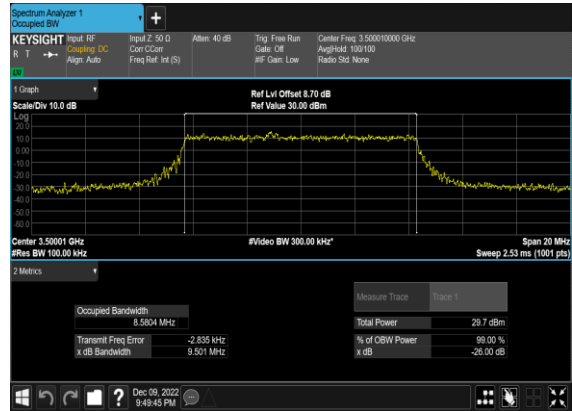 Spectrum Analyzer 1
Occupied BW
+
KEYSIGHT Input: RF Input Z: 50 Ω Atten: 40 dB Trig: Free Run Center Freq: 3.500010000 GHz
R T Coupling: DC Corr CCorr Gate: Off Avg|Hold: 100/100
Align: Auto Freq Ref: Int (S) #IF Gain: Low Radio Std: None
LW
1 Graph
Ref Lvl Offset 8.70 dB
Scale/Div 10.0 dB Ref Value 30.00 dBm
Log
20.0
10.0
0.00
-10.0
-20.0
-30.0
-40.0
-50.0
-60.0
Center 3.50001 GHz #Video BW 300.00 kHz* Span 20 MHz
#Res BW 100.00 kHz Sweep 2.53 ms (1001 pts)
2 Metrics
Measure Trace Trace 1
Occupied Bandwidth
8.5804 MHz Total Power 29.7 dBm
Transmit Freq Error -2.835 kHz % of OBW Power 99.00 %
x dB Bandwidth 9.501 MHz x dB -26.00 dB
? Dec 09, 2022
9:49:45 PM